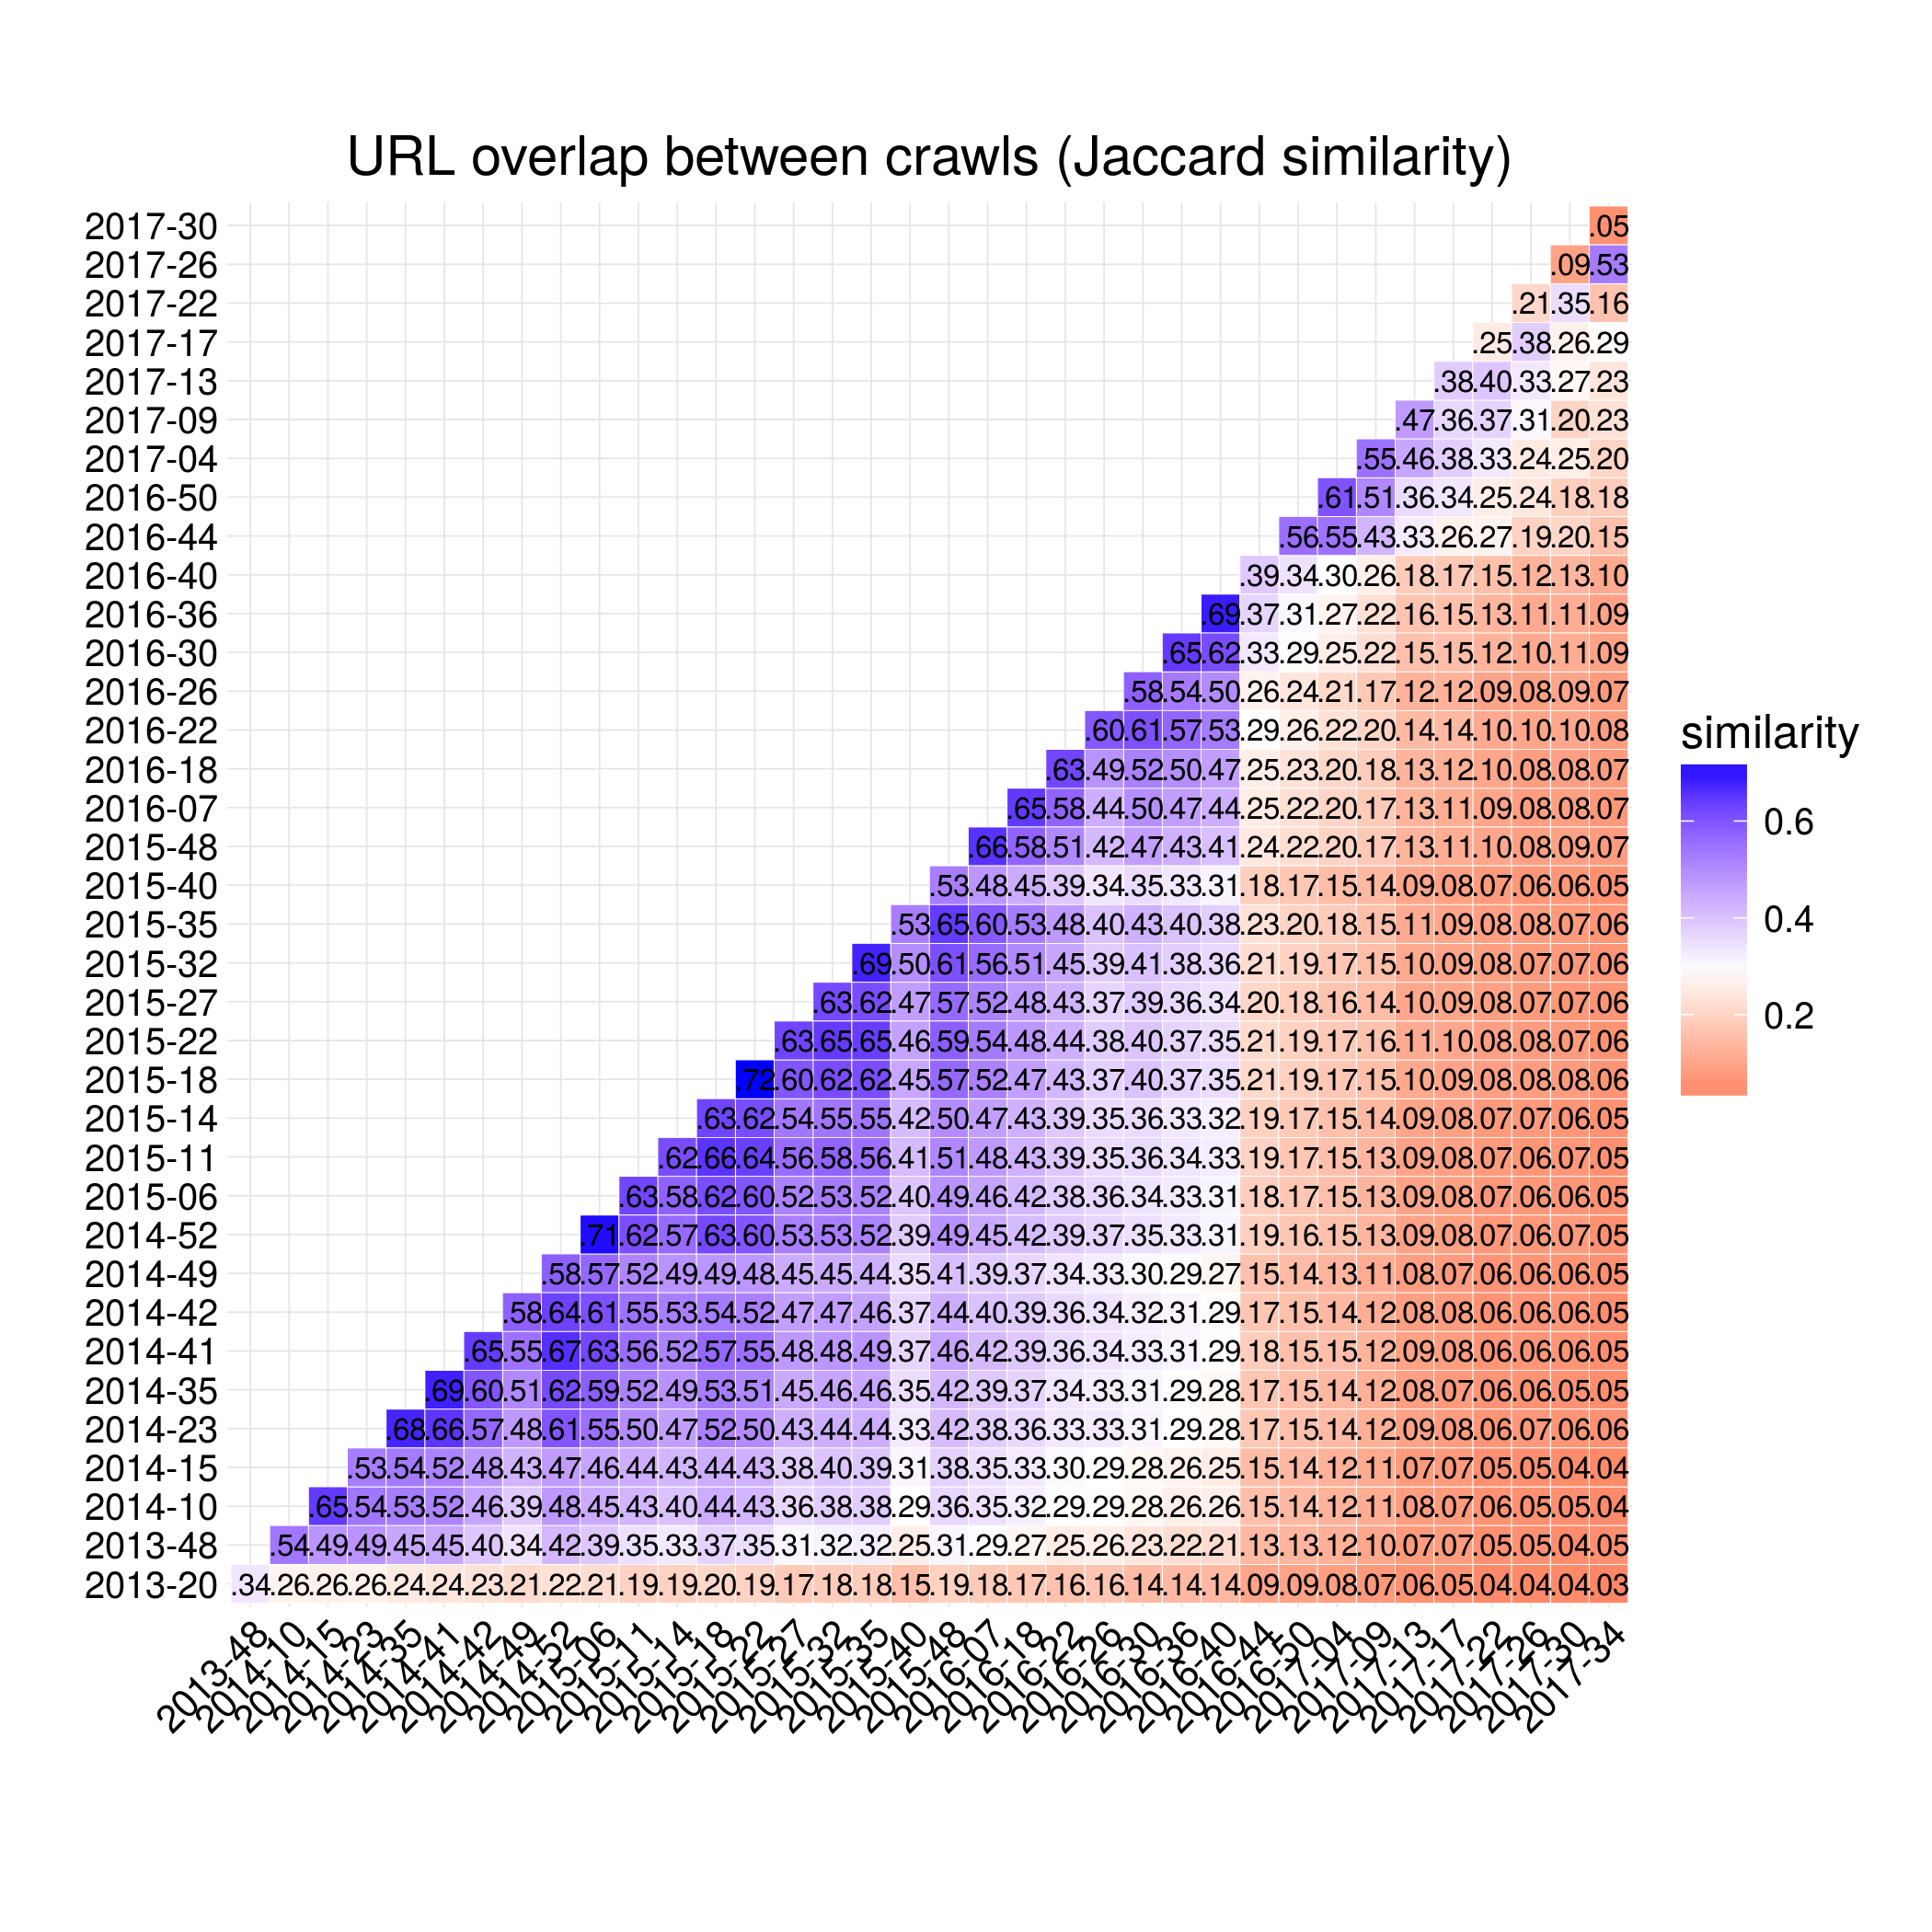 URL overlap between crawls (Jaccard similarity)
2017-30 .05
2017-26 .09 .53
2017-22 .21 .35 .16
2017-17 .25 .38 .26 .29
2017-13 .38 .40 .33 .27 .23
2017-09 .47 .36 .37 .31 .20 .23
2017-04 .55 .46 .38 .33 .24 .25 .20
2016-50 .61 .51 .36 .34 .25 .24 .18 .18
2016-44 .56 .55 .43 .33 .26 .27 .19 .20 .15
2016-40 .39 .34 .30 .26 .18 .17 .15 .12 .13 .10
2016-36 .69 .37 .31 .27 .22 .16 .15 .13 .11 .11 .09
2016-30 .65 .62 .33 .29 .25 .22 .15 .15 .12 .10 .11 .09
2016-26 .58 .54 .50 .26 .24 .21 .17 .12 .12 .09 .08 .09 .07
2016-22 .60 .61 .57 .53 .29 .26 .22 .20 .14 .14 .10 .10 .10 .08
2016-18 .63 .49 .52 .50 .47 .25 .23 .20 .18 .13 .12 .10 .08 .08 .07
2016-07 .65 .58 .44 .50 .47 .44 .25 .22 .20 .17 .13 .11 .09 .08 .08 .07
2015-48 .66 .58 .51 .42 .47 .43 .41 .24 .22 .20 .17 .13 .11 .10 .08 .09 .07
2015-40 .53 .48 .45 .39 .34 .35 .33 .31 .18 .17 .15 .14 .09 .08 .07 .06 .06 .05
2015-35 .53 .65 .60 .53 .48 .40 .43 .40 .38 .23 .20 .18 .15 .11 .09 .08 .08 .07 .06
2015-32 .69 .50 .61 .56 .51 .45 .39 .41 .38 .36 .21 .19 .17 .15 .10 .09 .08 .07 .07 .06
2015-27 .63 .62 .47 .57 .52 .48 .43 .37 .39 .36 .34 .20 .18 .16 .14 .10 .09 .08 .07 .07 .06
2015-22 .63 .65 .65 .46 .59 .54 .48 .44 .38 .40 .37 .35 .21 .19 .17 .16 .11 .10 .08 .08 .07 .06
2015-18 .72 .60 .62 .62 .45 .57 .52 .47 .43 .37 .40 .37 .35 .21 .19 .17 .15 .10 .09 .08 .08 .08 .06
2015-14 .63 .62 .54 .55 .55 .42 .50 .47 .43 .39 .35 .36 .33 .32 .19 .17 .15 .14 .09 .08 .07 .07 .06 .05
2015-11 .62 .66 .64 .56 .58 .56 .41 .51 .48 .43 .39 .35 .36 .34 .33 .19 .17 .15 .13 .09 .08 .07 .06 .07 .05
2015-06 .63 .58 .62 .60 .52 .53 .52 .40 .49 .46 .42 .38 .36 .34 .33 .31 .18 .17 .15 .13 .09 .08 .07 .06 .06 .05
2014-52 .71 .62 .57 .63 .60 .53 .53 .52 .39 .49 .45 .42 .39 .37 .35 .33 .31 .19 .16 .15 .13 .09 .08 .07 .06 .07 .05
2014-49 .58 .57 .52 .49 .49 .48 .45 .45 .44 .35 .41 .39 .37 .34 .33 .30 .29 .27 .15 .14 .13 .11 .08 .07 .06 .06 .06 .05
2014-42 .58 .64 .61 .55 .53 .54 .52 .47 .47 .46 .37 .44 .40 .39 .36 .34 .32 .31 .29 .17 .15 .14 .12 .08 .08 .06 .06 .06 .05
2014-41 .65 .55 .67 .63 .56 .52 .57 .55 .48 .48 .49 .37 .46 .42 .39 .36 .34 .33 .31 .29 .18 .15 .15 .12 .09 .08 .06 .06 .06 .05
2014-35 .69 .60 .51 .62 .59 .52 .49 .53 .51 .45 .46 .46 .35 .42 .39 .37 .34 .33 .31 .29 .28 .17 .15 .14 .12 .08 .07 .06 .06 .05 .05
2014-23 .68 .66 .57 .48 .61 .55 .50 .47 .52 .50 .43 .44 .44 .33 .42 .38 .36 .33 .33 .31 .29 .28 .17 .15 .14 .12 .09 .08 .06 .07 .06 .06
2014-15 .53 .54 .52 .48 .43 .47 .46 .44 .43 .44 .43 .38 .40 .39 .31 .38 .35 .33 .30 .29 .28 .26 .25 .15 .14 .12 .11 .07 .07 .05 .05 .04 .04
2014-10 .65 .54 .53 .52 .46 .39 .48 .45 .43 .40 .44 .43 .36 .38 .38 .29 .36 .35 .32 .29 .29 .28 .26 .26 .15 .14 .12 .11 .08 .07 .06 .05 .05 .04
2013-48 .54 .49 .49 .45 .45 .40 .34 .42 .39 .35 .33 .37 .35 .31 .32 .32 .25 .31 .29 .27 .25 .26 .23 .22 .21 .13 .13 .12 .10 .07 .07 .05 .05 .04 .05
2013-20 .34 .26 .26 .26 .24 .24 .23 .21 .22 .21 .19 .19 .20 .19 .17 .18 .18 .15 .19 .18 .17 .16 .16 .14 .14 .14 .09 .09 .08 .07 .06 .05 .04 .04 .04 .03
2013-48 2014-10 2014-15 2014-23 2014-35 2014-41 2014-42 2014-49 2014-52 2015-06 2015-11 2015-14 2015-18 2015-22 2015-27 2015-32 2015-35 2015-40 2015-48 2016-07 2016-18 2016-22 2016-26 2016-30 2016-36 2016-40 2016-44 2016-50 2017-04 2017-09 2017-13 2017-17 2017-22 2017-26 2017-30 2017-34
similarity
0.6
0.4
0.2